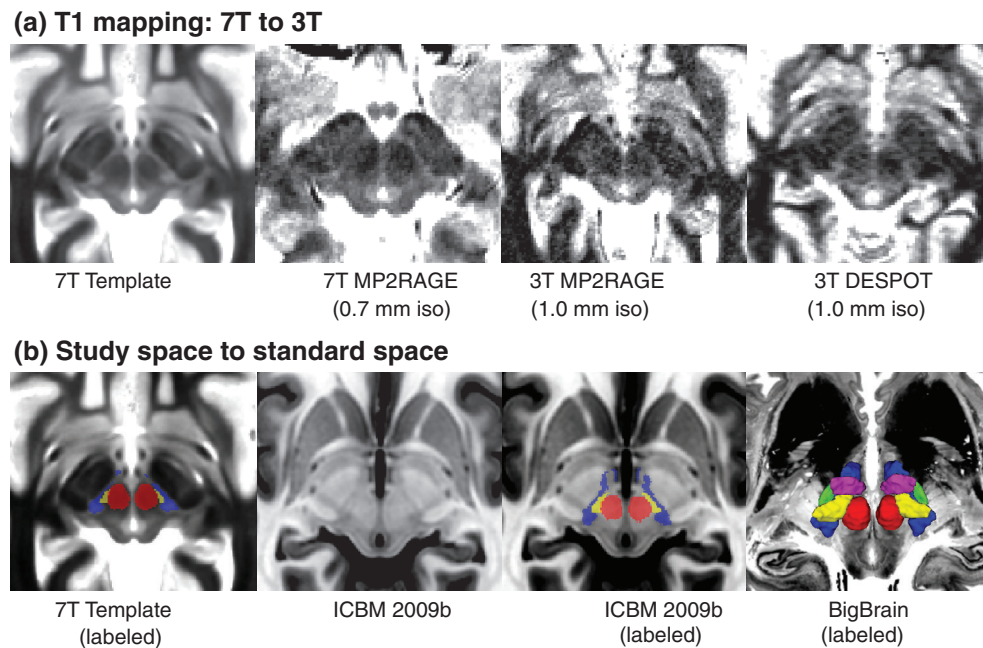 (a) T1 mapping: 7T to 3T
7T Template
7T MP2RAGE
(0.7 mm iso)
3T MP2RAGE
(1.0 mm iso)
3T DESPOT
(1.0 mm iso)
(b) Study space to standard space
7T Template
(labeled)
ICBM 2009b
ICBM 2009b
(labeled)
BigBrain
(labeled)